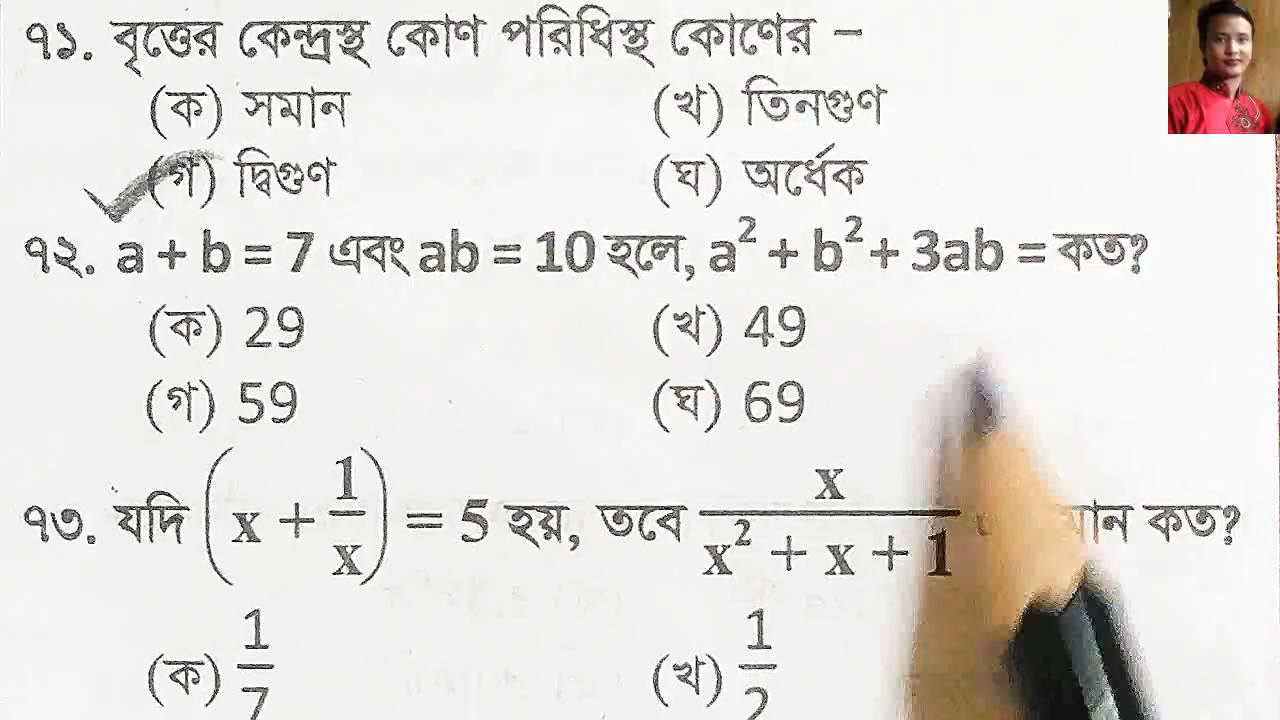 ৭১. বৃত্তের কেন্দ্রস্থ কোণ পরিধিস্থ কোণের –
(ক) সমান (খ) তিনগুণ
(গ) দ্বিগুণ (ঘ) অর্ধেক
৭২. a + b = 7 এবং ab = 10 হলে, a² + b² + 3ab = কত?
(ক) 29 (খ) 49
(গ) 59 (ঘ) 69
৭৩. যদি (x + 1/x) = 5 হয়, তবে x/(x² + x + 1) মান কত?
(ক) 1/7 (খ) 1/2